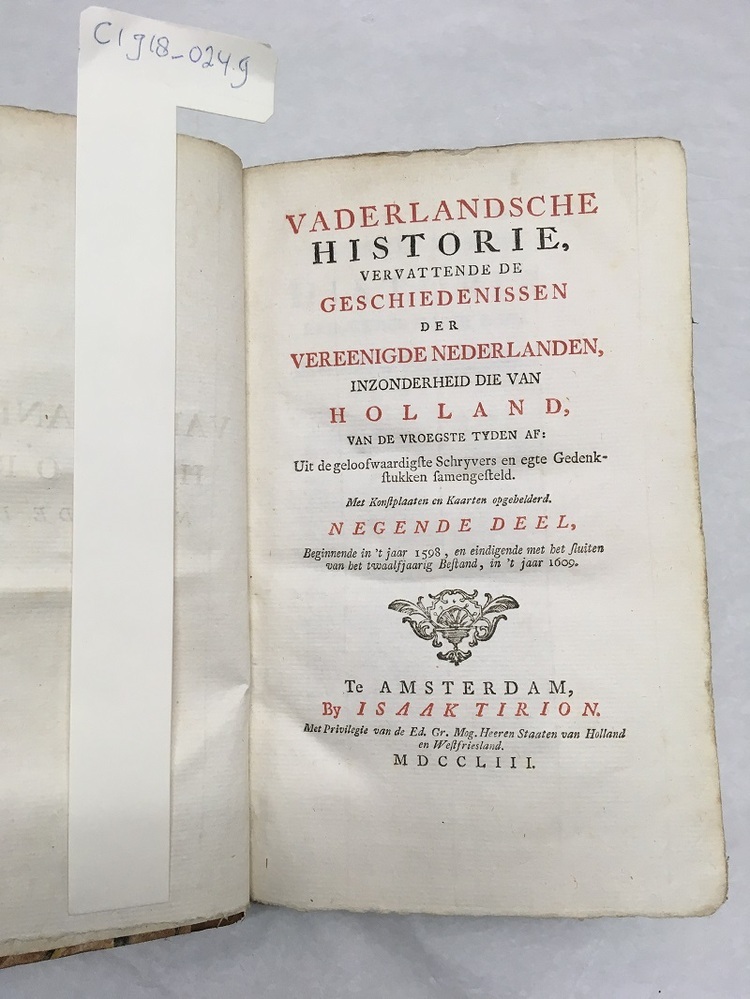 C1 g18-024.g
VADERLANDSCHE
HISTORIE,
VERVATTENDE DE
GESCHIEDENISSEN
DER
VEREENIGDE NEDERLANDEN,
INZONDERHEID DIE VAN
HOLLAND,
VAN DE VROEGSTE TYDEN AF:
Uit de geloofwaardigſte Schryvers en egte Gedenk-
ſtukken ſamengeſteld.
Met Konſtplaaten en Kaarten opgehelderd.
NEGENDE DEEL,
Beginnende in 't jaar 1598, en eindigende met het ſluiten
van het twaalfjaarig Beſtand, in 't jaar 1609.
Te AMSTERDAM,
By ISAAK TIRION.
Met Privilegie van de Ed. Gr. Mog. Heeren Staaten van Holland
en Weſtfriesland.
MDCCLIII.